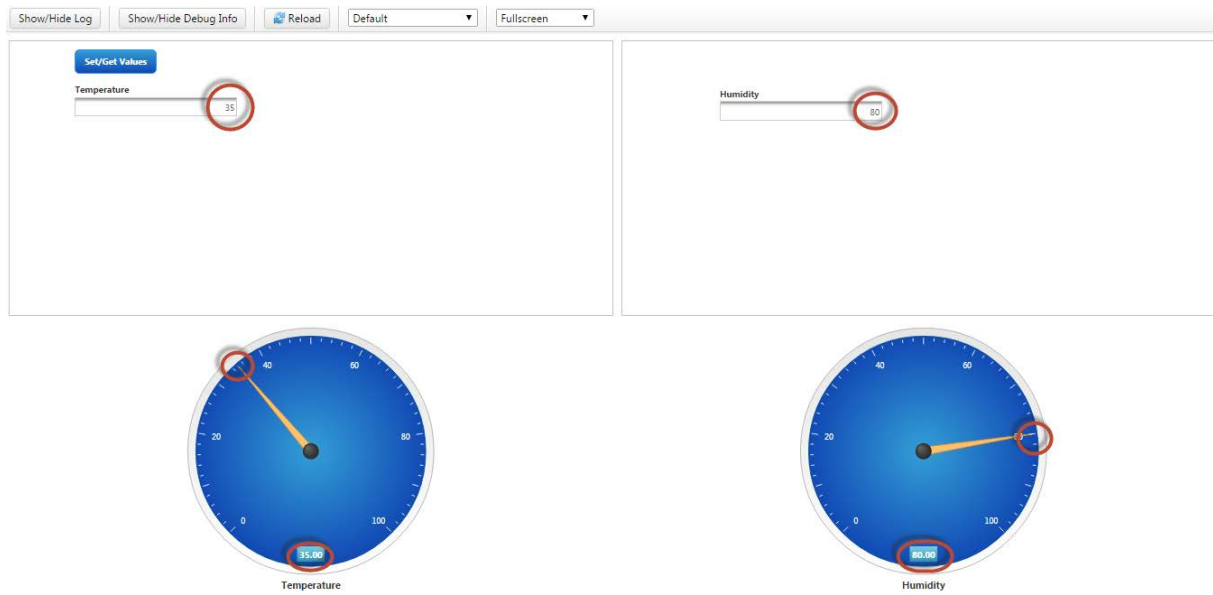 Show/Hide Log Show/Hide Debug Info Reload Default Fullscreen
Set/Get Values
Temperature
35
Humidity
80
40 60
20 80
0 100
35.00
Temperature
40 60
20 80
0 100
80.00
Humidity